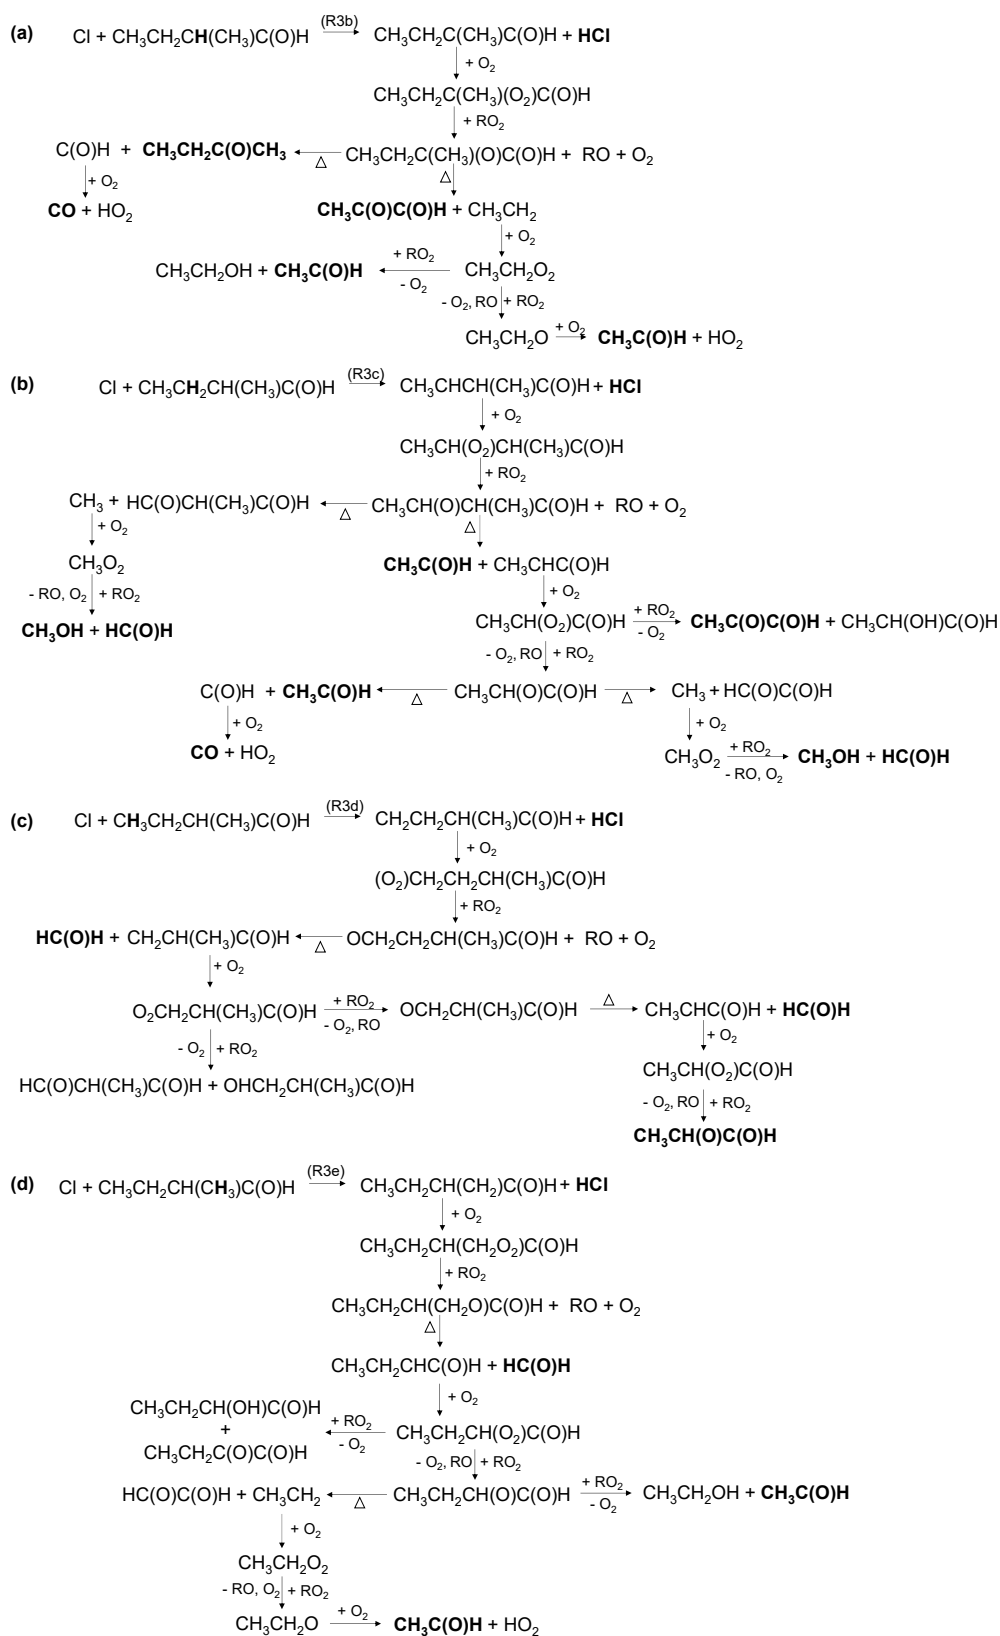 (a) Cl + CH₃CH₂CH(CH₃)C(O)H (R3b) CH₃CH₂C(CH₃)C(O)H + HCl
+ O₂
CH₃CH₂C(CH₃)(O₂)C(O)H
+ RO₂
C(O)H + CH₃CH₂C(O)CH₃ △ CH₃CH₂C(CH₃)(O)C(O)H + RO + O₂
+ O₂ △
CO + HO₂ CH₃C(O)C(O)H + CH₃CH₂
+ O₂
CH₃CH₂OH + CH₃C(O)H + RO₂ - O₂ CH₃CH₂O₂
- O₂, RO + RO₂
CH₃CH₂O + O₂ CH₃C(O)H + HO₂
(b) Cl + CH₃CH₂CH(CH₃)C(O)H (R3c) CH₃CHCH(CH₃)C(O)H + HCl
+ O₂
CH₃CH(O₂)CH(CH₃)C(O)H
+ RO₂
CH₃ + HC(O)CH(CH₃)C(O)H △ CH₃CH(O)CH(CH₃)C(O)H + RO + O₂
+ O₂ △
CH₃O₂ CH₃C(O)H + CH₃CHC(O)H
- RO, O₂ + RO₂ + O₂
CH₃OH + HC(O)H CH₃CH(O₂)C(O)H + RO₂ - O₂ CH₃C(O)C(O)H + CH₃CH(OH)C(O)H
- O₂, RO + RO₂
C(O)H + CH₃C(O)H △ CH₃CH(O)C(O)H △ CH₃ + HC(O)C(O)H
+ O₂ + O₂
CO + HO₂ CH₃O₂ + RO₂ - RO, O₂ CH₃OH + HC(O)H
(c) Cl + CH₃CH₂CH(CH₃)C(O)H (R3d) CH₂CH₂CH(CH₃)C(O)H + HCl
+ O₂
(O₂)CH₂CH₂CH(CH₃)C(O)H
+ RO₂
HC(O)H + CH₂CH(CH₃)C(O)H △ OCH₂CH₂CH(CH₃)C(O)H + RO + O₂
+ O₂
O₂CH₂CH(CH₃)C(O)H + RO₂ - O₂, RO OCH₂CH(CH₃)C(O)H △ CH₃CHC(O)H + HC(O)H
- O₂ + RO₂ + O₂
HC(O)CH(CH₃)C(O)H + OHCH₂CH(CH₃)C(O)H CH₃CH(O₂)C(O)H
- O₂, RO + RO₂
CH₃CH(O)C(O)H
(d) Cl + CH₃CH₂CH(CH₃)C(O)H (R3e) CH₃CH₂CH(CH₂)C(O)H + HCl
+ O₂
CH₃CH₂CH(CH₂O₂)C(O)H
+ RO₂
CH₃CH₂CH(CH₂O)C(O)H + RO + O₂
△
CH₃CH₂CHC(O)H + HC(O)H
+ O₂
CH₃CH₂CH(OH)C(O)H + CH₃CH₂C(O)C(O)H + RO₂ - O₂ CH₃CH₂CH(O₂)C(O)H
- O₂, RO + RO₂
HC(O)C(O)H + CH₃CH₂ △ CH₃CH₂CH(O)C(O)H + RO₂ - O₂ CH₃CH₂OH + CH₃C(O)H
+ O₂
CH₃CH₂O₂
- RO, O₂ + RO₂
CH₃CH₂O + O₂ CH₃C(O)H + HO₂